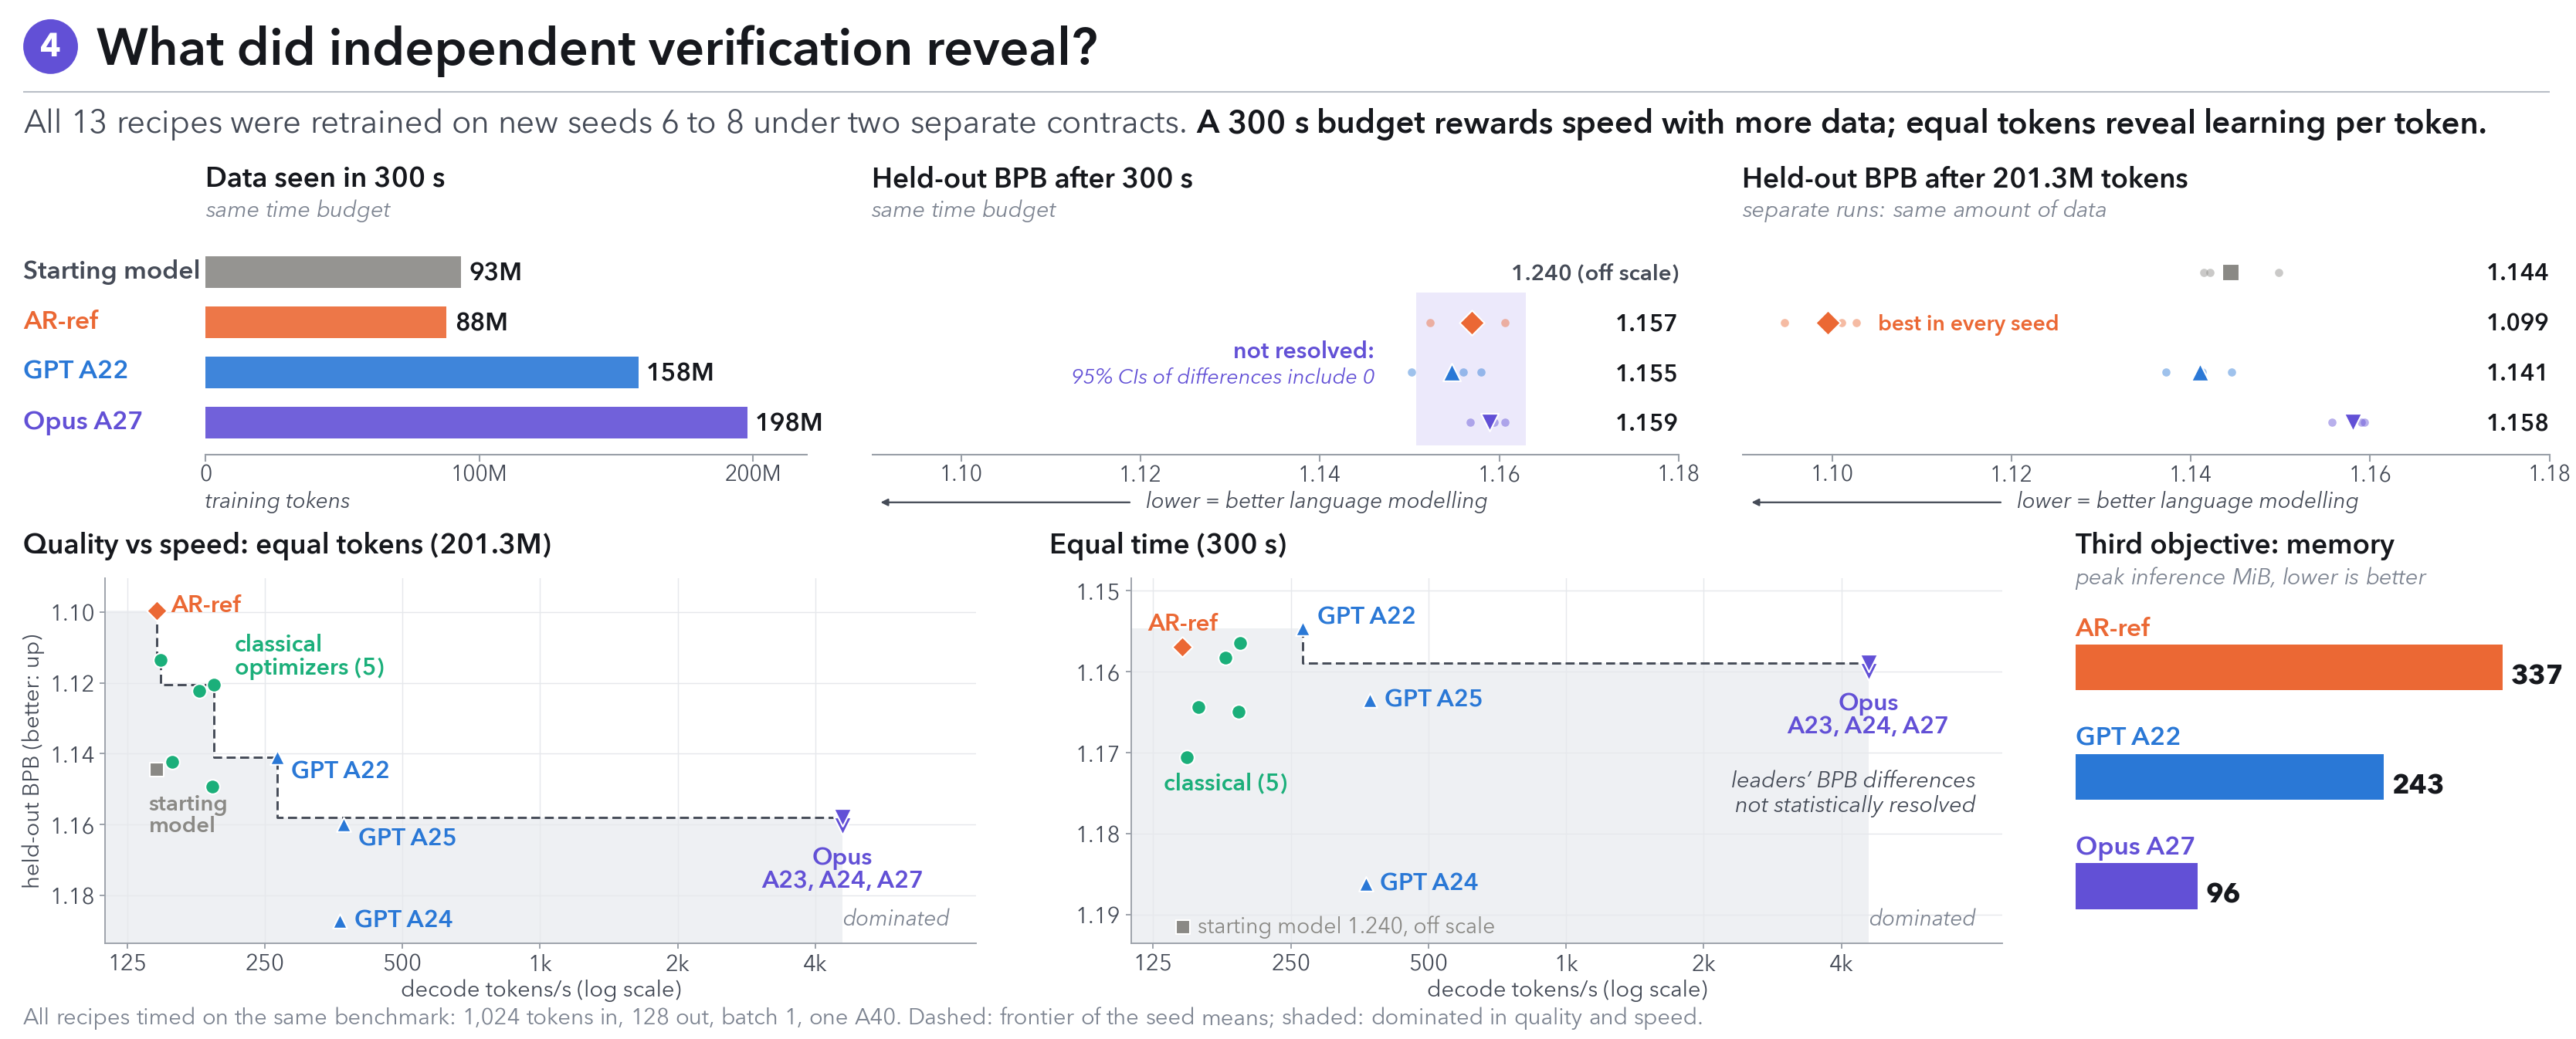 4 What did independent verification reveal?
All 13 recipes were retrained on new seeds 6 to 8 under two separate contracts. A 300 s budget rewards speed with more data; equal tokens reveal learning per token.
Data seen in 300 s
same time budget
Starting model 93M
AR-ref 88M
GPT A22 158M
Opus A27 198M
0 100M 200M
training tokens
Held-out BPB after 300 s
same time budget
1.240 (off scale)
1.157
not resolved:
95% CIs of differences include 0
1.155
1.159
1.10 1.12 1.14 1.16 1.18
lower = better language modelling
Held-out BPB after 201.3M tokens
separate runs: same amount of data
1.144
best in every seed 1.099
1.141
1.158
1.10 1.12 1.14 1.16 1.18
lower = better language modelling
Quality vs speed: equal tokens (201.3M)
held-out BPB (better: up)
1.10
1.12
1.14
1.16
1.18
AR-ref
classical
optimizers (5)
GPT A22
starting
model
GPT A25
Opus
A23, A24, A27
GPT A24
dominated
125 250 500 1k 2k 4k
decode tokens/s (log scale)
Equal time (300 s)
1.15
1.16
1.17
1.18
1.19
AR-ref
GPT A22
GPT A25
Opus
A23, A24, A27
classical (5)
leaders’ BPB differences
not statistically resolved
GPT A24
starting model 1.240, off scale
dominated
125 250 500 1k 2k 4k
decode tokens/s (log scale)
Third objective: memory
peak inference MiB, lower is better
AR-ref
337
GPT A22
243
Opus A27
96
All recipes timed on the same benchmark: 1,024 tokens in, 128 out, batch 1, one A40. Dashed: frontier of the seed means; shaded: dominated in quality and speed.